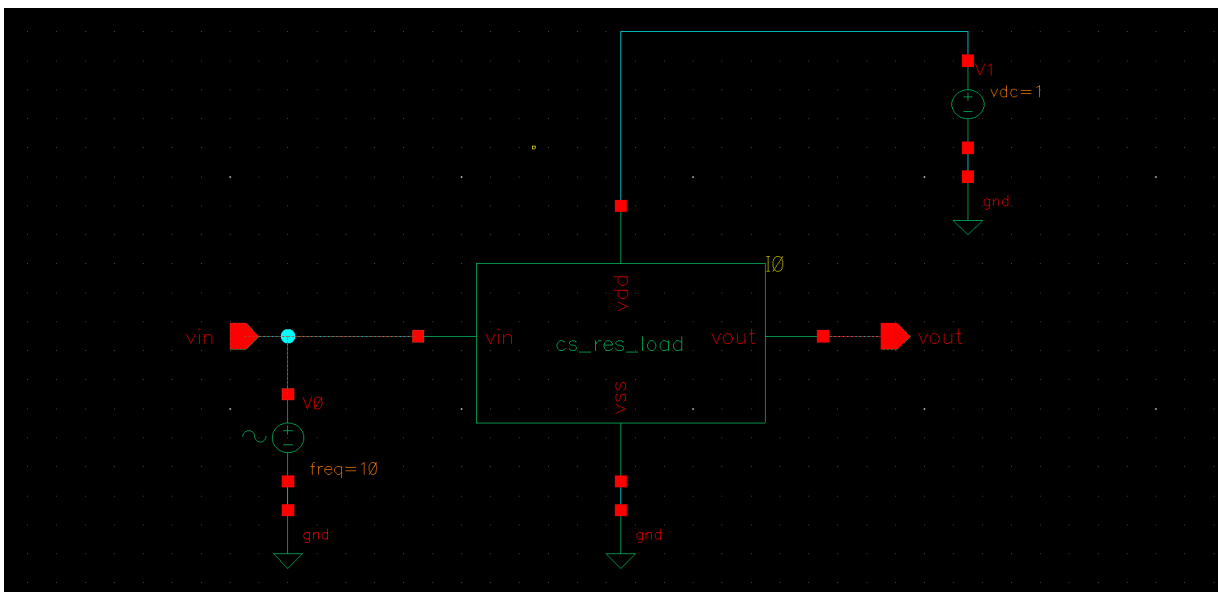 V1
vdc=1
gnd
I0
vdd
vin
vin
cs_res_load
vout
vout
vss
V0
freq=10
gnd
gnd